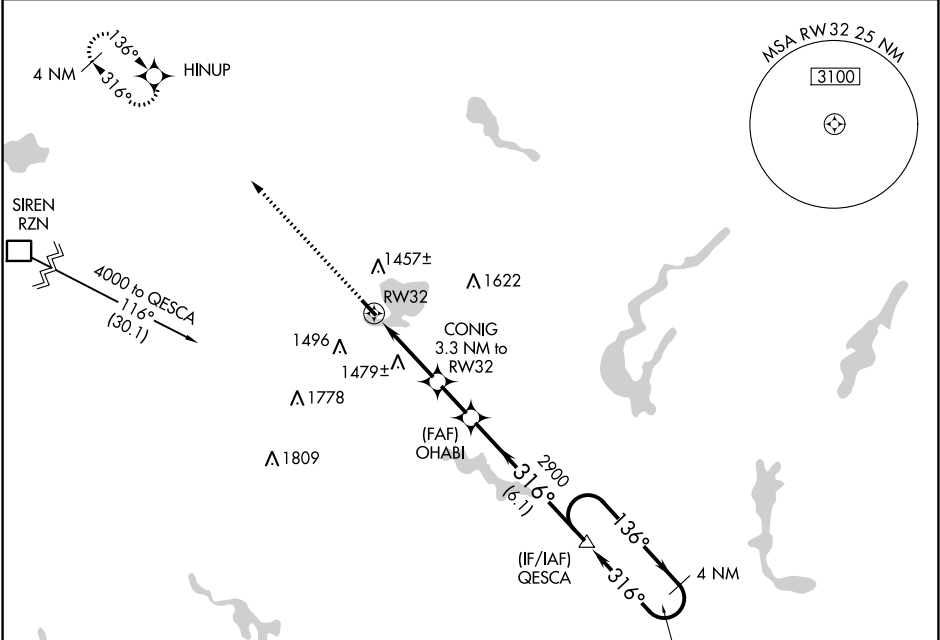 136°
4 NM
316°
HINUP
MSA RW32 25 NM
3100
SIREN
RZN
4000 to QESCA
116°
(30.1)
1457±
1622
RW32
CONIG
3.3 NM to
RW32
1496
1479±
1778
(FAF)
OHABI
1809
2900
316°
(6.1)
136°
(IF/IAF)
QESCA
316°
4 NM